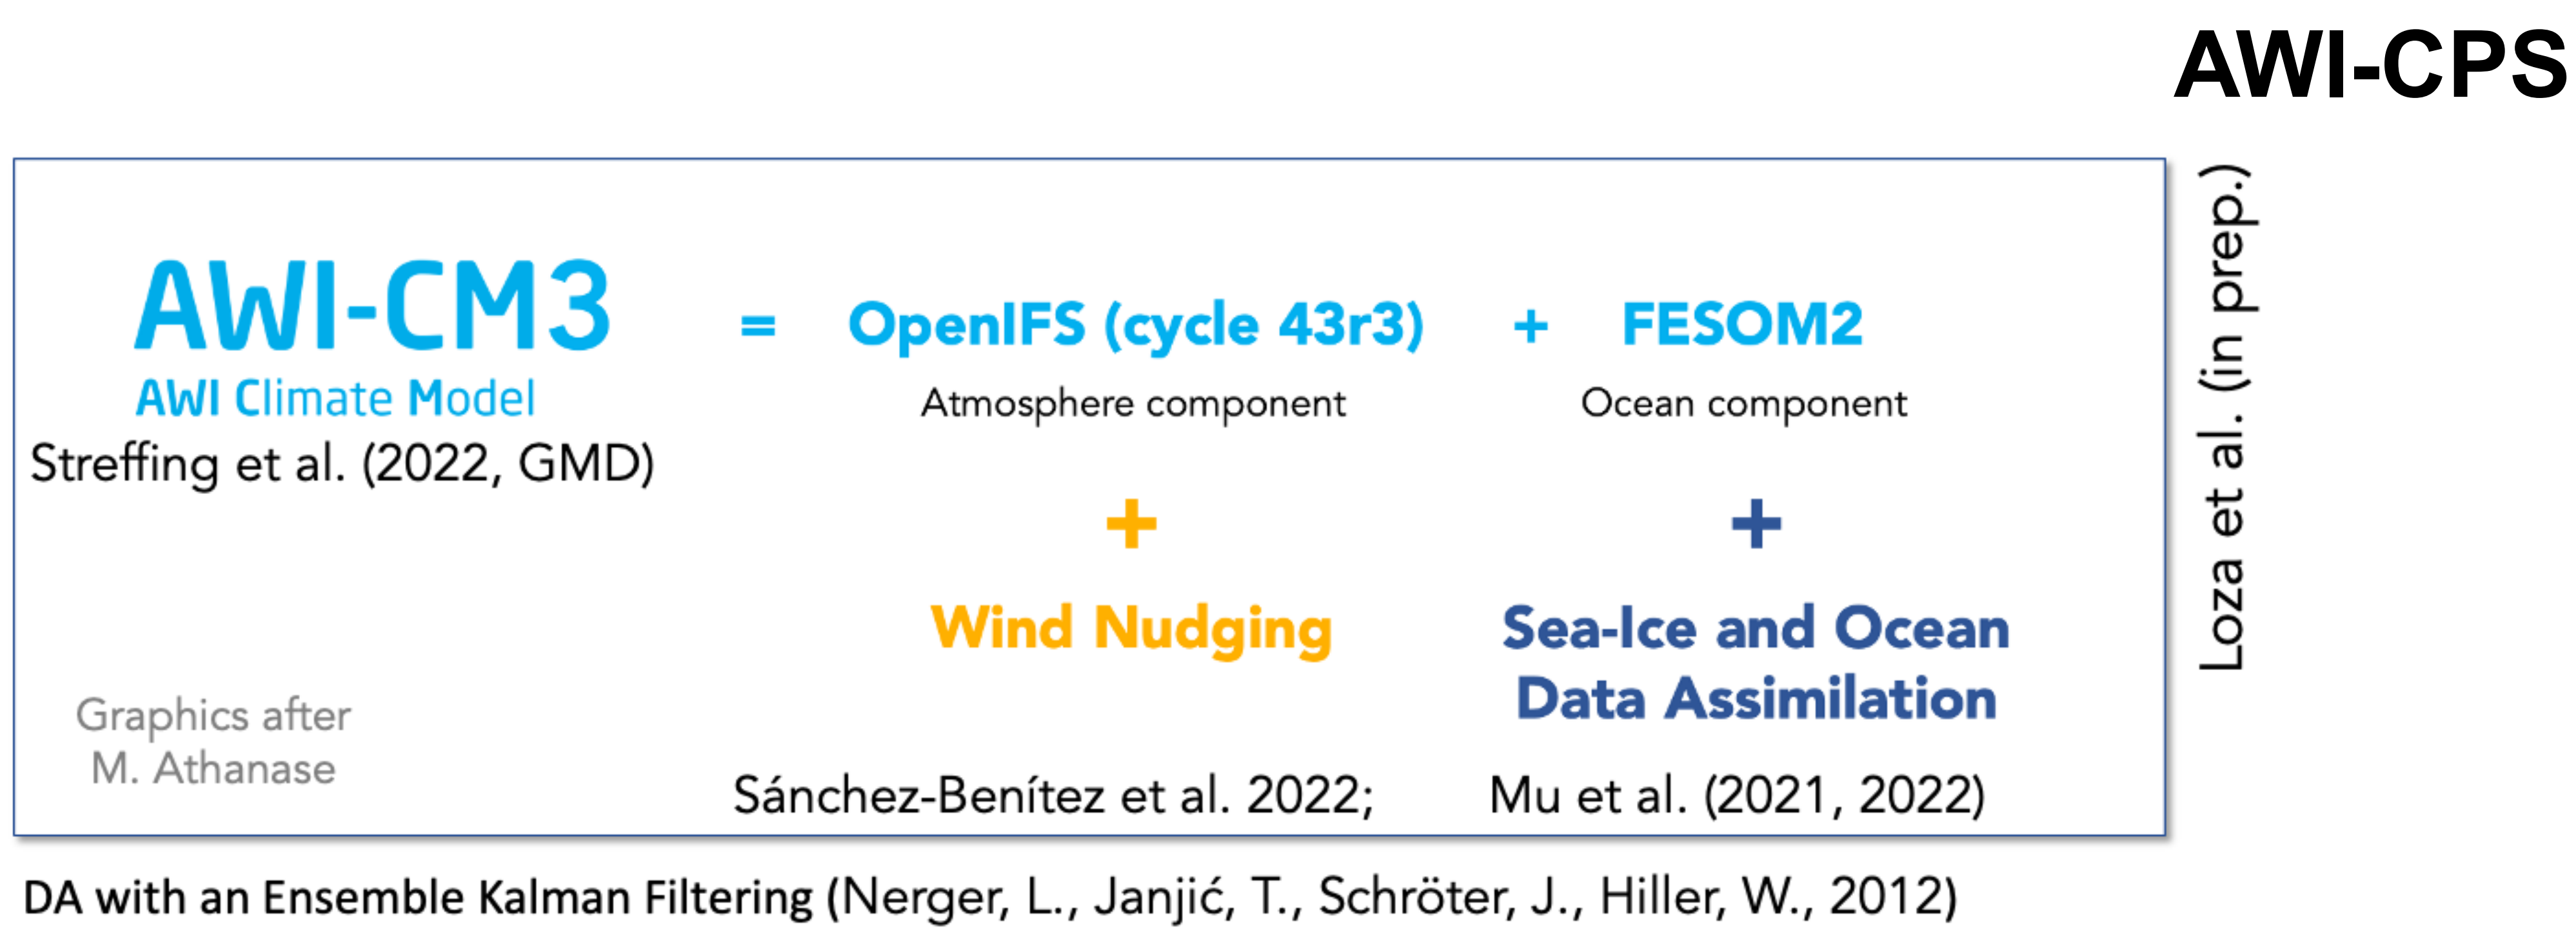 AWI-CPS
AWI-CM3 = OpenIFS (cycle 43r3) + FESOM2
AWI Climate Model
Atmosphere component
Ocean component
Streffing et al. (2022, GMD)
+
+
Wind Nudging
Sea-Ice and Ocean
Data Assimilation
Graphics after
M. Athanase
Sánchez-Benítez et al. 2022;
Mu et al. (2021, 2022)
Loza et al. (in prep.)
DA with an Ensemble Kalman Filtering (Nerger, L., Janjić, T., Schröter, J., Hiller, W., 2012)